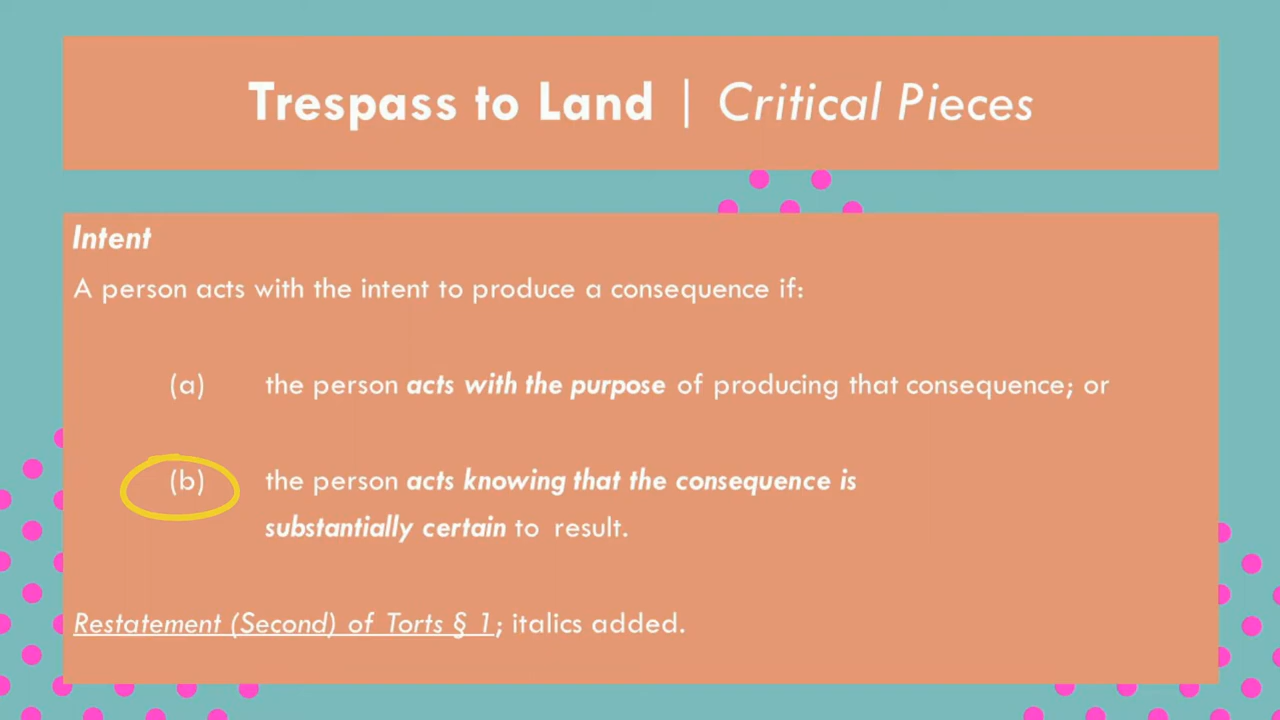 Trespass to Land | Critical Pieces
Intent
A person acts with the intent to produce a consequence if:
(a) the person acts with the purpose of producing that consequence; or
(b) the person acts knowing that the consequence is
substantially certain to result.
Restatement (Second) of Torts § 1; italics added.